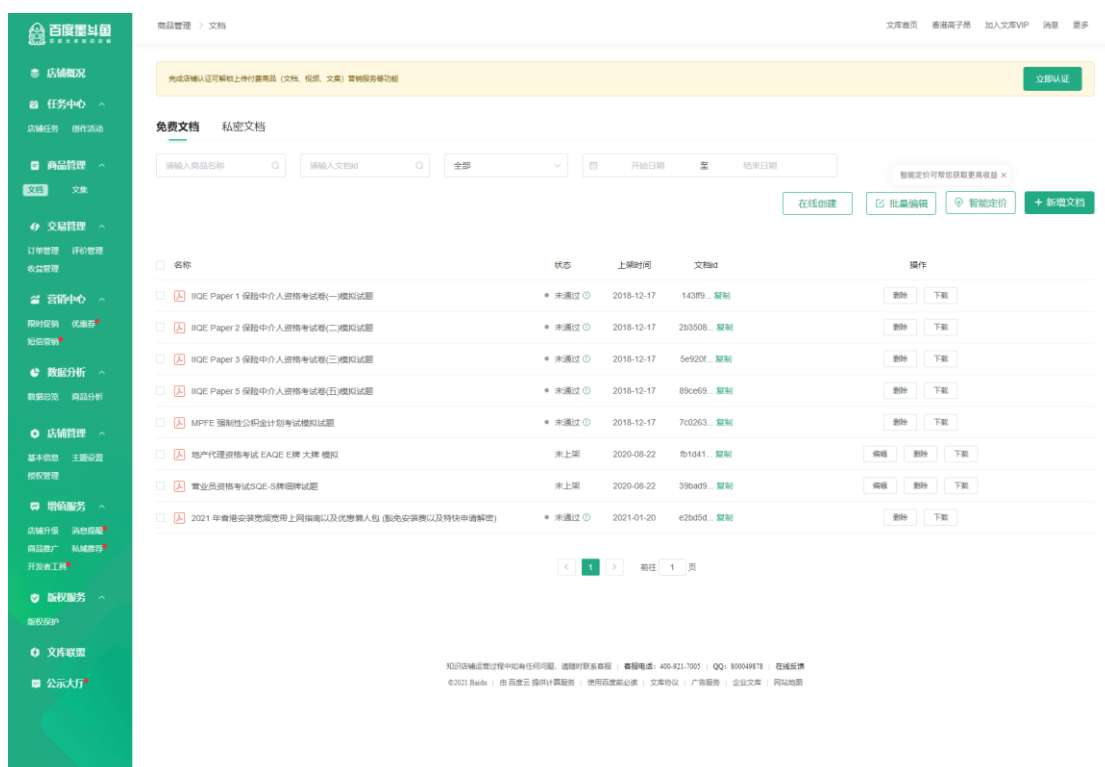 百度墨斗鱼
商品管理 > 文档
文库首页 香港高子昂 加入文库VIP 消息 更多
店铺概况
任务中心
店铺任务 创作活动
商品管理
文档 文集
交易管理
订单管理 评价管理
收益管理
营销中心
限时促销 优惠券
短信营销
数据分析
数据总览 商品分析
店铺管理
基本信息 主题设置
授权管理
增值服务
店铺升级 消息提醒
商品推广 私域推荐
开发者工具
版权服务
版权保护
文库联盟
公示大厅
完成店铺认证可解锁上传付费商品（文档、视频、文集）营销服务等功能
立即认证
免费文档 私密文档
请输入商品名称 请输入文档id 全部 开始日期 至 结束日期
智能定价可帮您获取更高收益 ×
在线创建 批量编辑 智能定价 + 新增文档
名称 状态 上架时间 文档id 操作
IIQE Paper 1 保险中介人资格考试卷(一)模拟试题 未通过 2018-12-17 143ff9... 复制 删除 下载
IIQE Paper 2 保险中介人资格考试卷(二)模拟试题 未通过 2018-12-17 2b3508... 复制 删除 下载
IIQE Paper 3 保险中介人资格考试卷(三)模拟试题 未通过 2018-12-17 5e920f... 复制 删除 下载
IIQE Paper 5 保险中介人资格考试卷(五)模拟试题 未通过 2018-12-17 89ce69... 复制 删除 下载
MPFE 强制性公积金计划考试模拟试题 未通过 2018-12-17 7c0263... 复制 删除 下载
地产代理资格考试 EAQE E牌 大牌 模拟 未上架 2020-08-22 fb1d41... 复制 编辑 删除 下载
营业员资格考试SQE-S牌细牌试题 未上架 2020-08-22 39bad9... 复制 编辑 删除 下载
2021 年香港安装宽频宽带上网指南以及优惠懒人包 (豁免安装费以及特快申请解密) 未通过 2021-01-20 e2bd5d... 复制 删除 下载
< 1 > 前往 1 页
知识店铺运营过程中如有任何问题，请随时联系客服 | 客服电话：400-921-7005 | QQ：800049878 | 在线反馈
©2021 Baidu | 由 百度云 提供计算服务 | 使用百度前必读 | 文库协议 | 广告服务 | 企业文库 | 网站地图